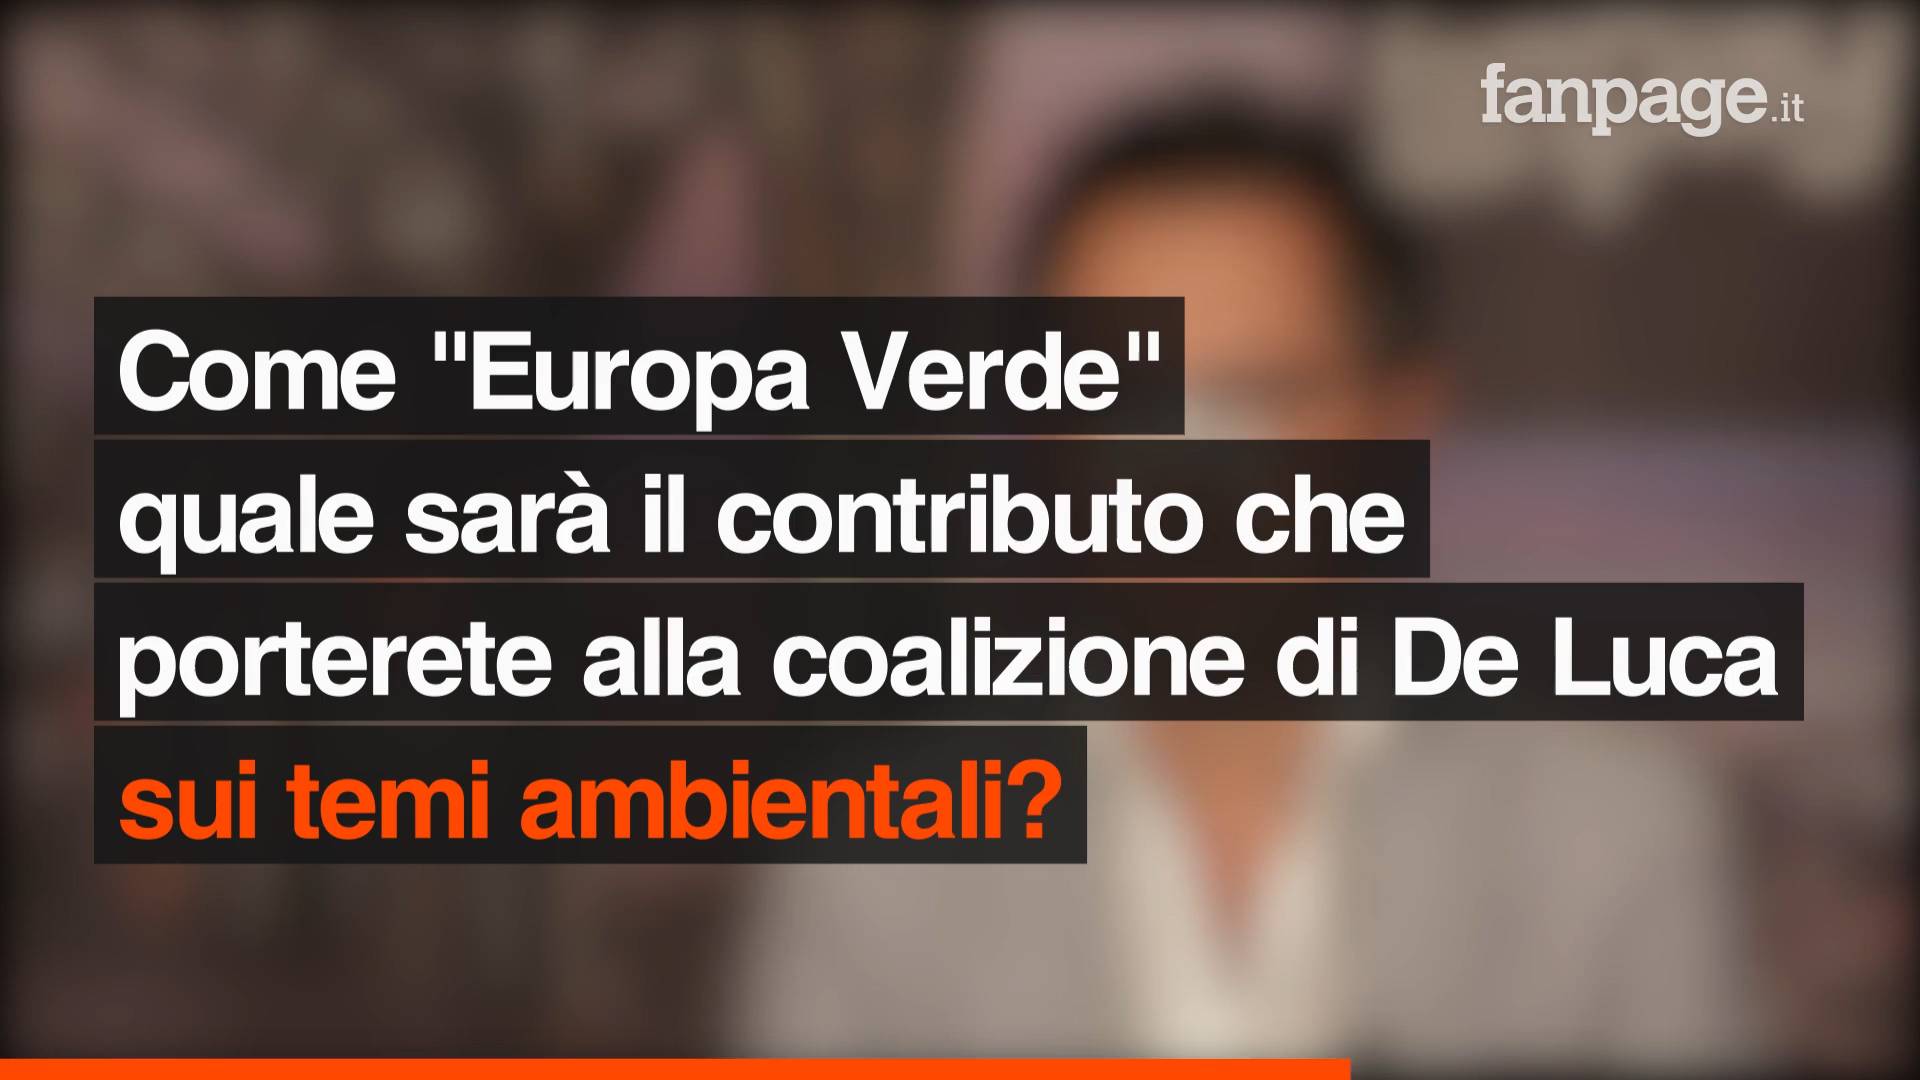 fanpage.it
Come "Europa Verde"
quale sarà il contributo che
porterete alla coalizione di De Luca
sui temi ambientali?